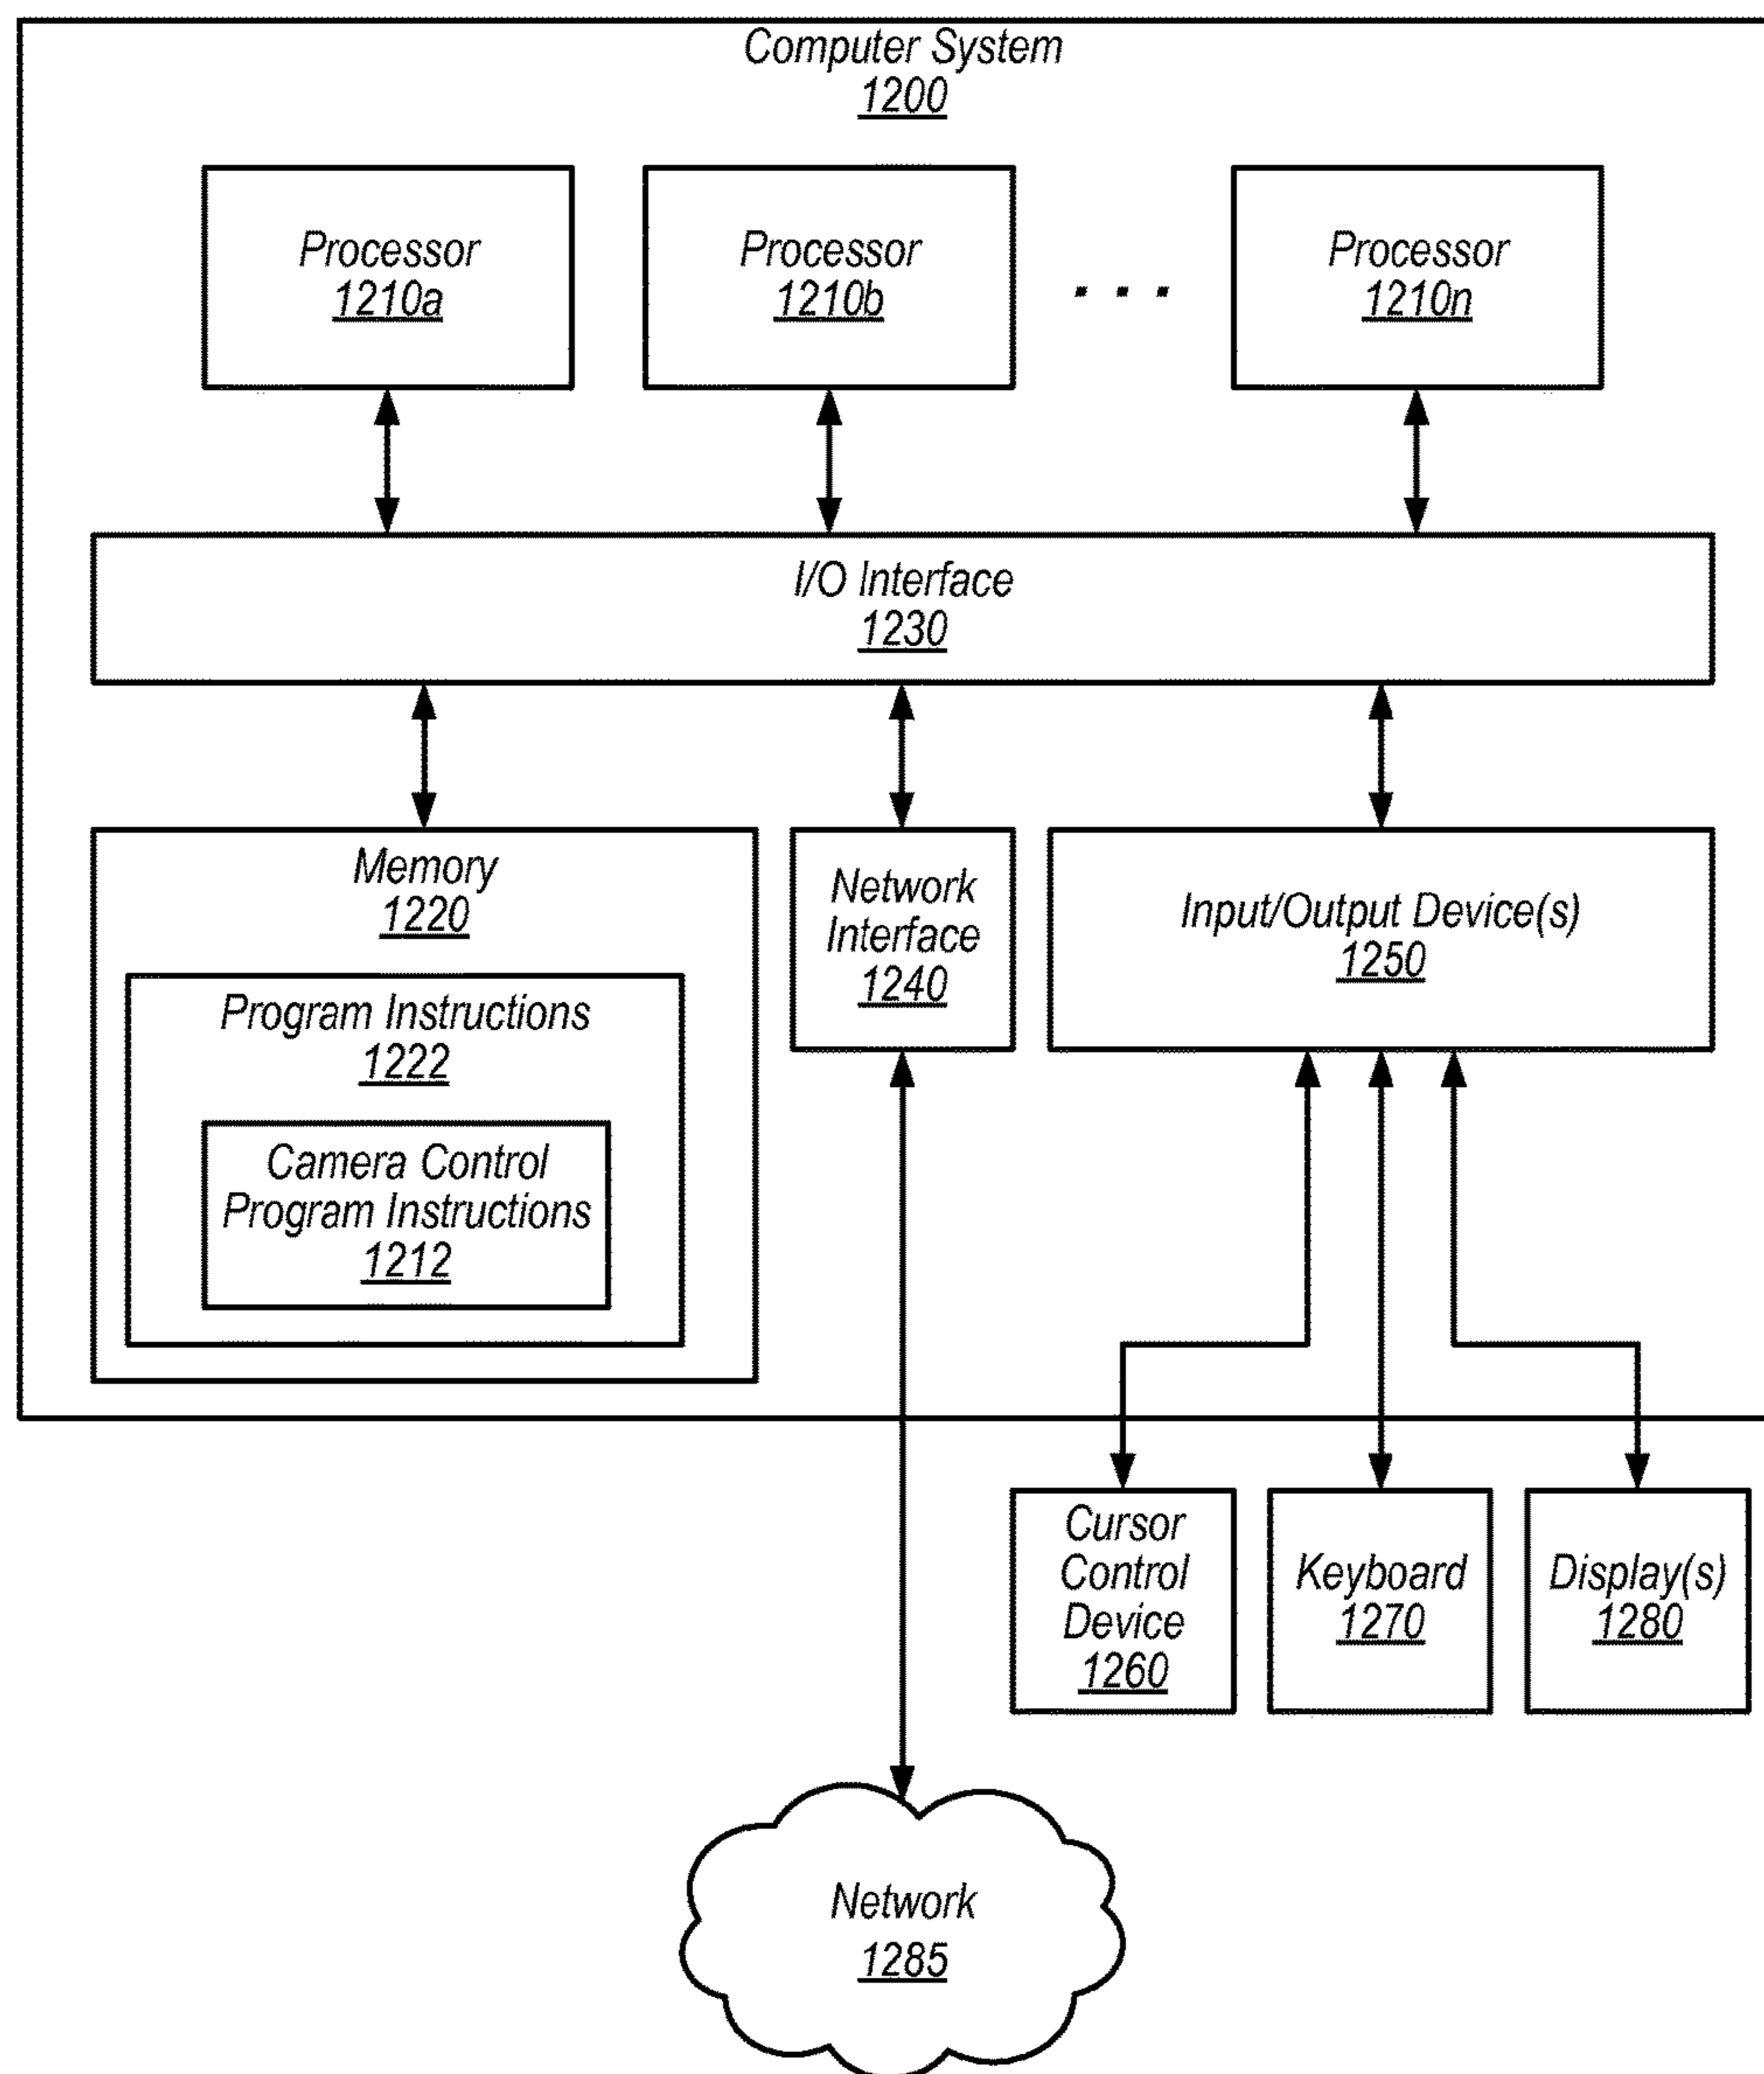 Computer System
1200
Processor
1210a
Processor
1210b
. . .
Processor
1210n
I/O Interface
1230
Memory
1220
Program Instructions
1222
Camera Control
Program Instructions
1212
Network
Interface
1240
Input/Output Device(s)
1250
Cursor
Control
Device
1260
Keyboard
1270
Display(s)
1280
Network
1285